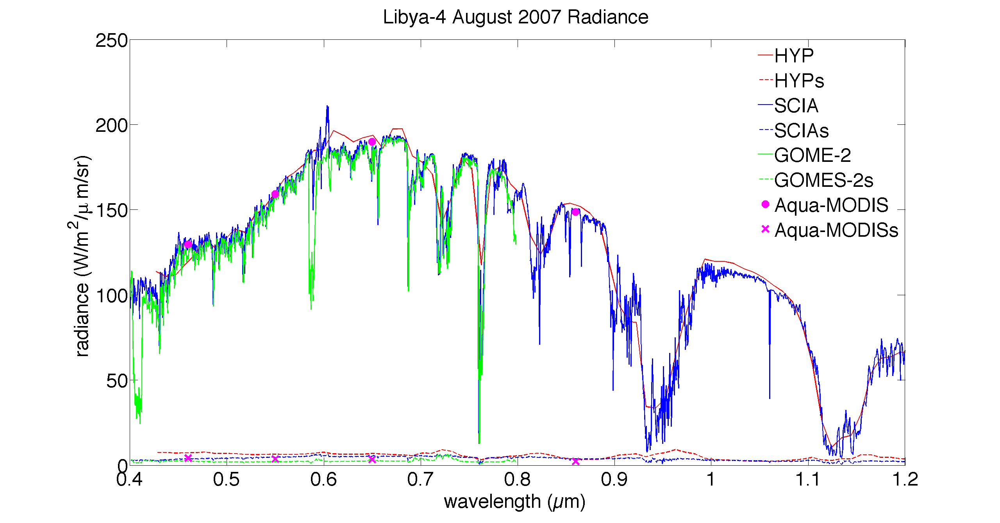 Libya-4 August 2007 Radiance
250
200
150
100
50
0
radiance (W/m²/μ m/sr)
HYP
HYPs
SCIA
SCIAs
GOME-2
GOMES-2s
Aqua-MODIS
Aqua-MODISs
0.4 0.5 0.6 0.7 0.8 0.9 1 1.1 1.2
wavelength (μm)